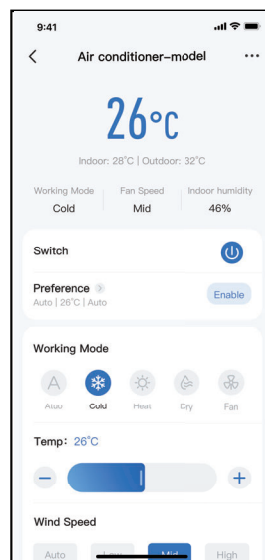 9:41
Air conditioner-model
26°C
Indoor: 28°C | Outdoor: 32°C
Working Mode Fan Speed Indoor humidity
Cold Mid 46%
Switch
Preference
Auto | 26°C | Auto
Enable
Working Mode
A
Auto Cold Heat Dry Fan
Temp: 26°C
Wind Speed
Auto Low Mid High